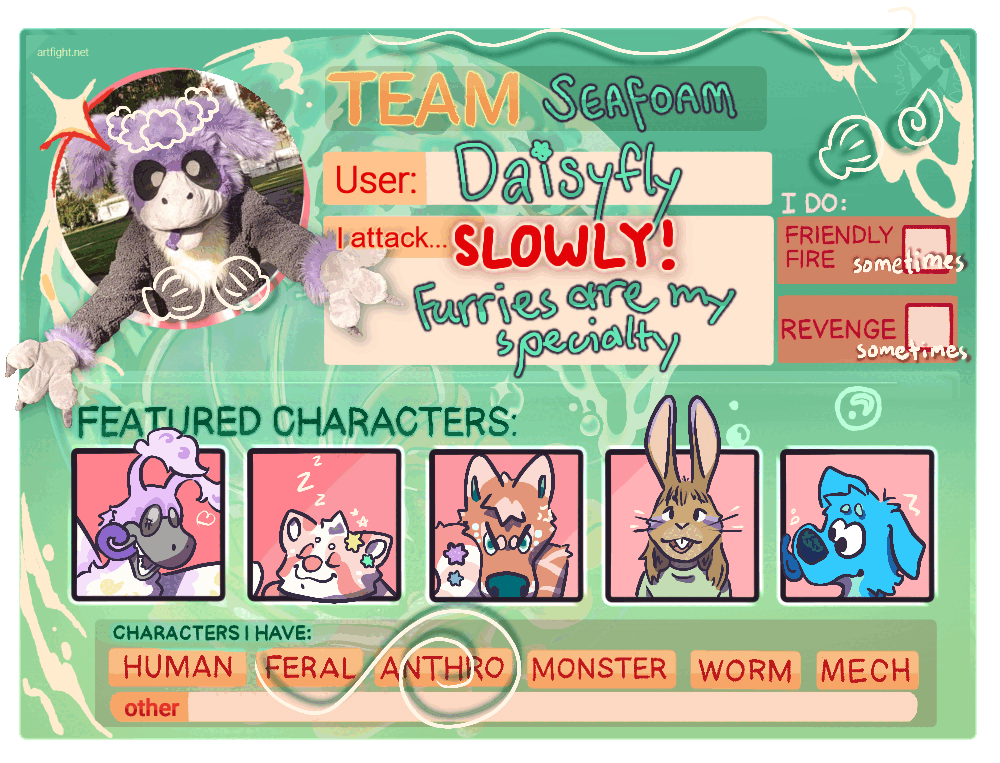 artfight.net
TEAM SEAFOAM
User: Daisyfly
I attack... SLOWLY!
Furries are my
specialty
I DO:
FRIENDLY
FIRE sometimes
REVENGE
sometimes
FEATURED CHARACTERS:
z
z
z
CHARACTERS I HAVE:
HUMAN FERAL ANTHRO MONSTER WORM MECH
other